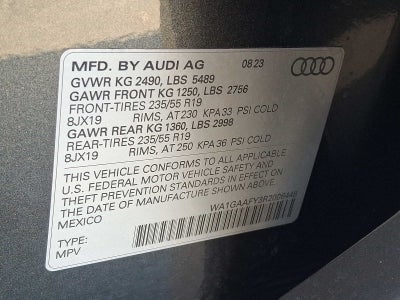 MFD. BY AUDI AG 08.23
GVWR KG 2490, LBS 5489
GAWR FRONT KG 1250, LBS 2756
FRONT-TIRES 235/55 R19
8JX19 RIMS, AT 230 KPA 33 PSI COLD
GAWR REAR KG 1360, LBS 2998
REAR-TIRES 235/55 R19
8JX19 RIMS, AT 250 KPA 36 PSI COLD
THIS VEHICLE CONFORMS TO ALL APPLICABLE
U.S. FEDERAL MOTOR VEHICLE SAFETY AND
THEFT PREVENTION STANDARDS IN EFFECT ON
THE DATE OF MANUFACTURE SHOWN ABOVE.
MEXICO
TYPE:
MPV